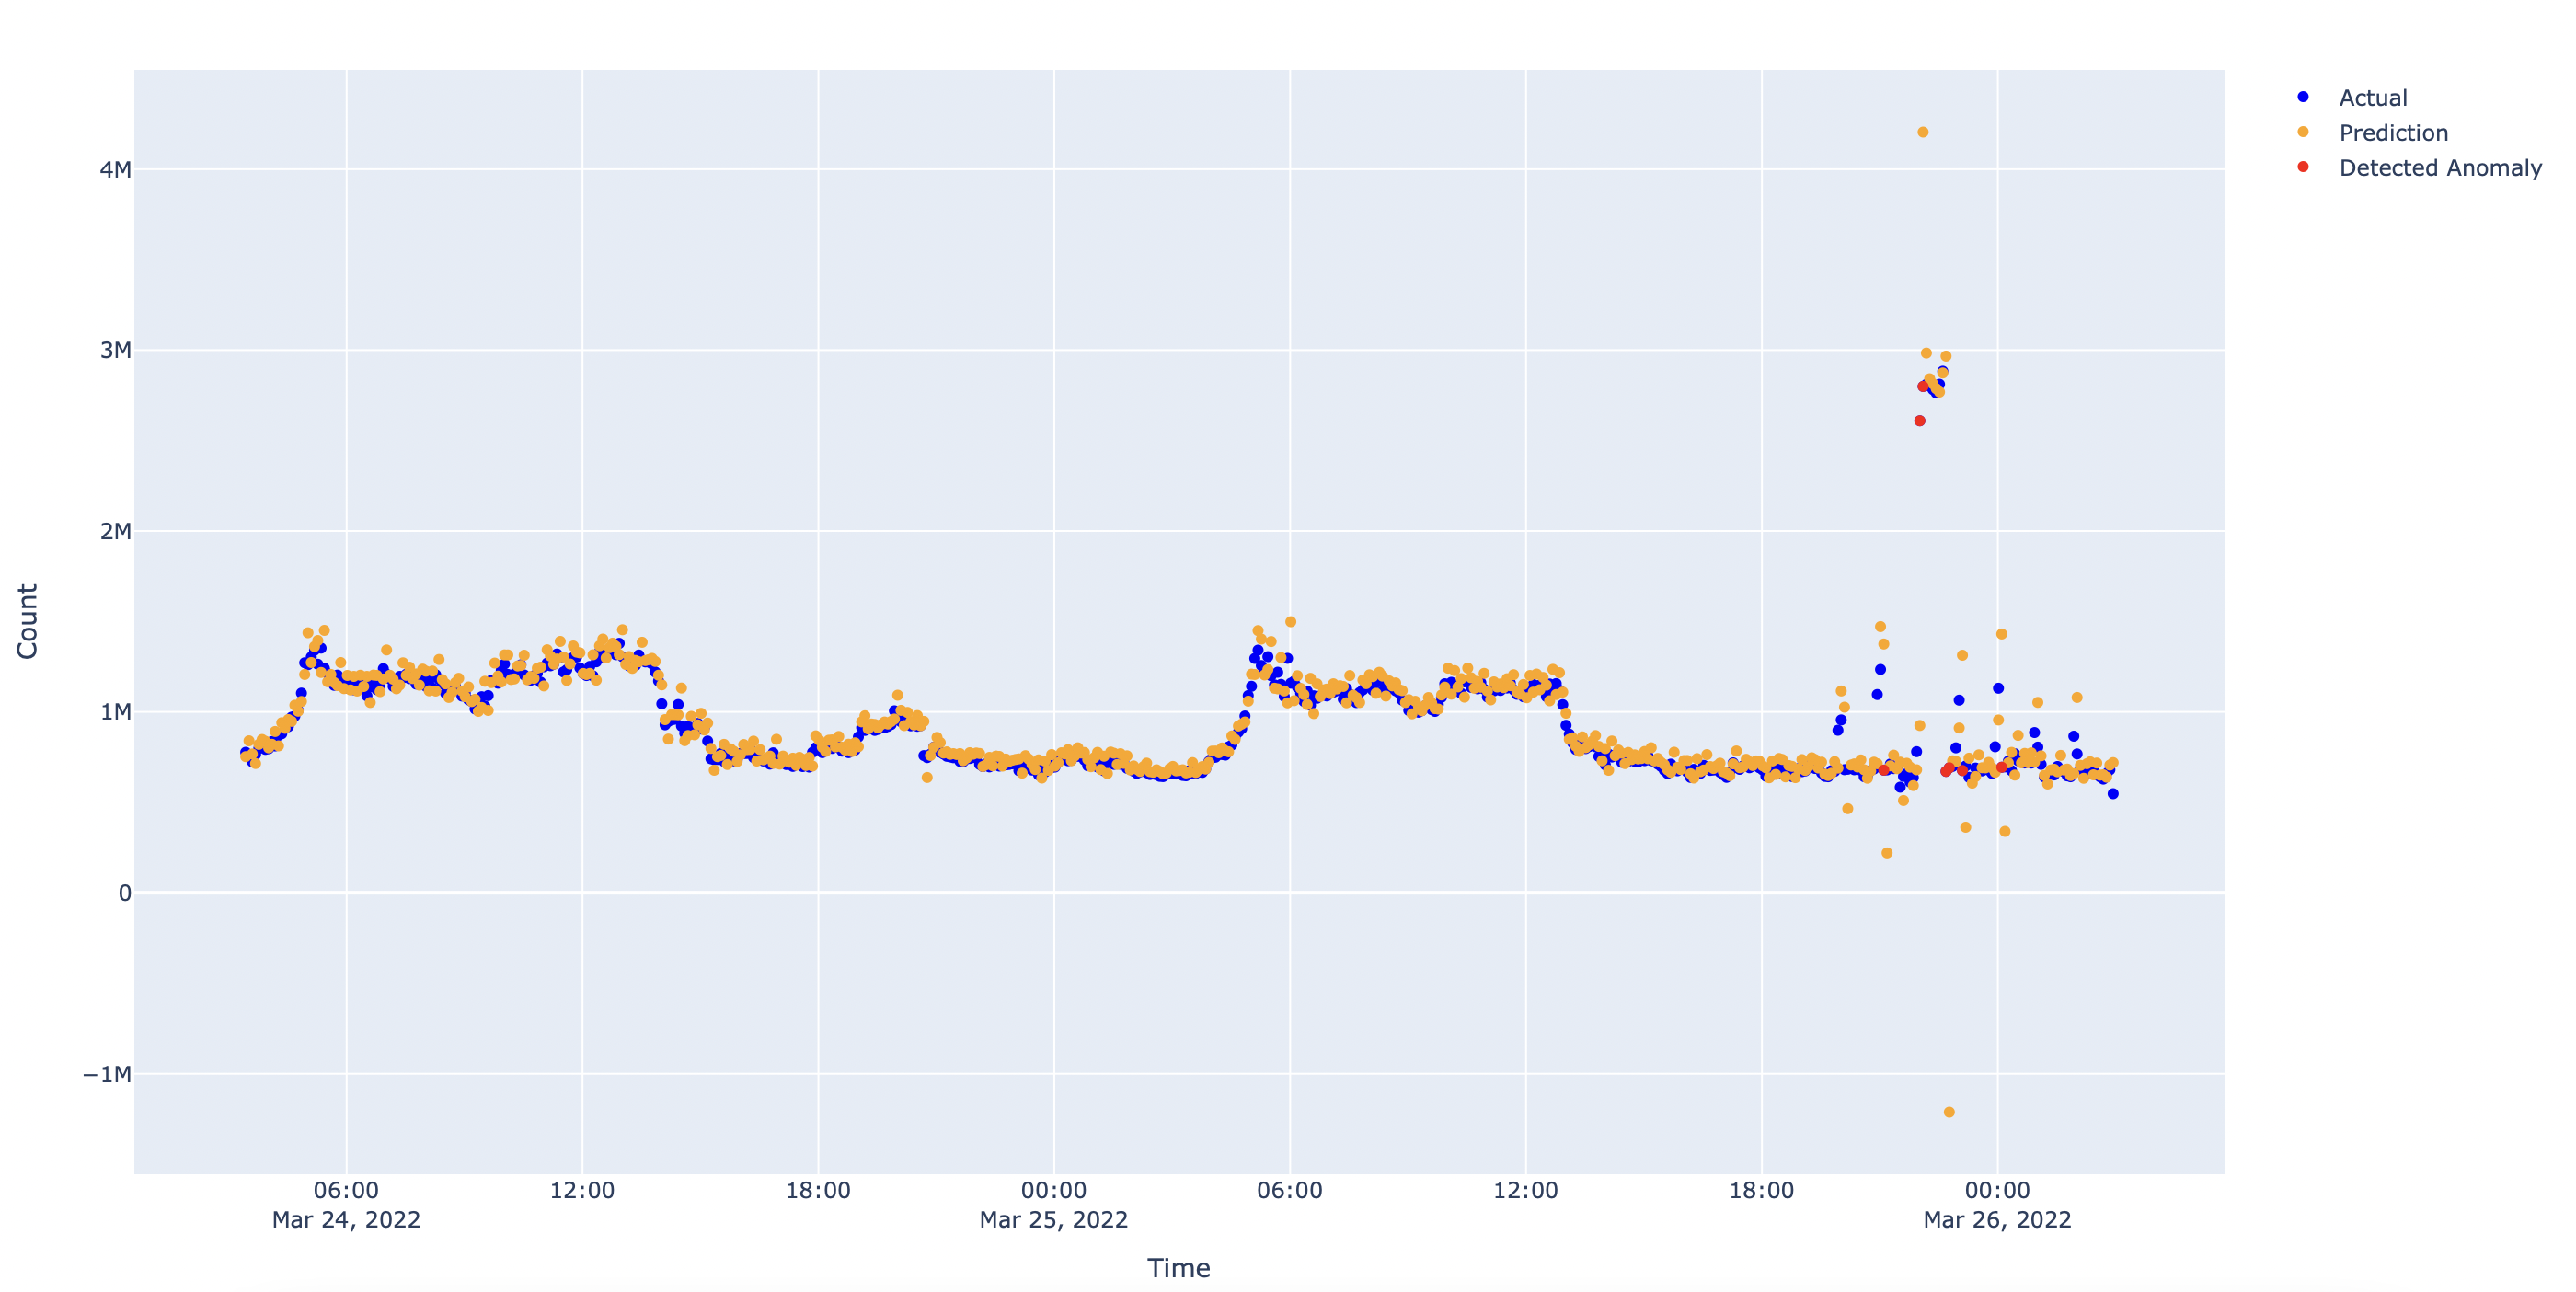 Actual
Prediction
Detected Anomaly
4M
3M
2M
1M
0
−1M
Count
06:00 12:00 18:00 00:00 06:00 12:00 18:00 00:00
Mar 24, 2022 Mar 25, 2022 Mar 26, 2022
Time